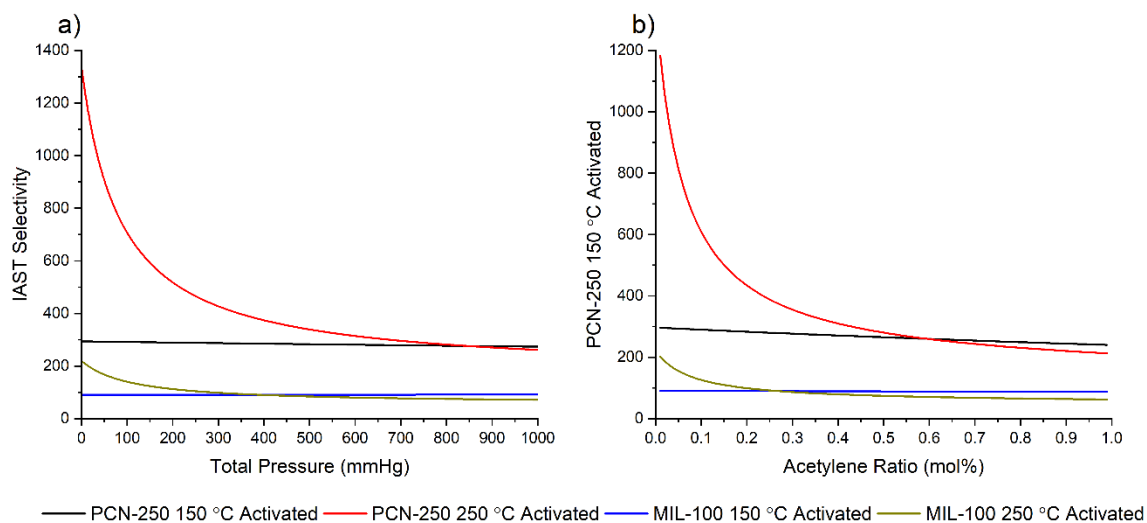 a)
IAST Selectivity
1400
1200
1000
800
600
400
200
0
0 100 200 300 400 500 600 700 800 900 1000
Total Pressure (mmHg)
b)
PCN-250 150 °C Activated
1200
1000
800
600
400
200
0
0.0 0.1 0.2 0.3 0.4 0.5 0.6 0.7 0.8 0.9 1.0
Acetylene Ratio (mol%)
PCN-250 150 °C Activated PCN-250 250 °C Activated MIL-100 150 °C Activated MIL-100 250 °C Activated